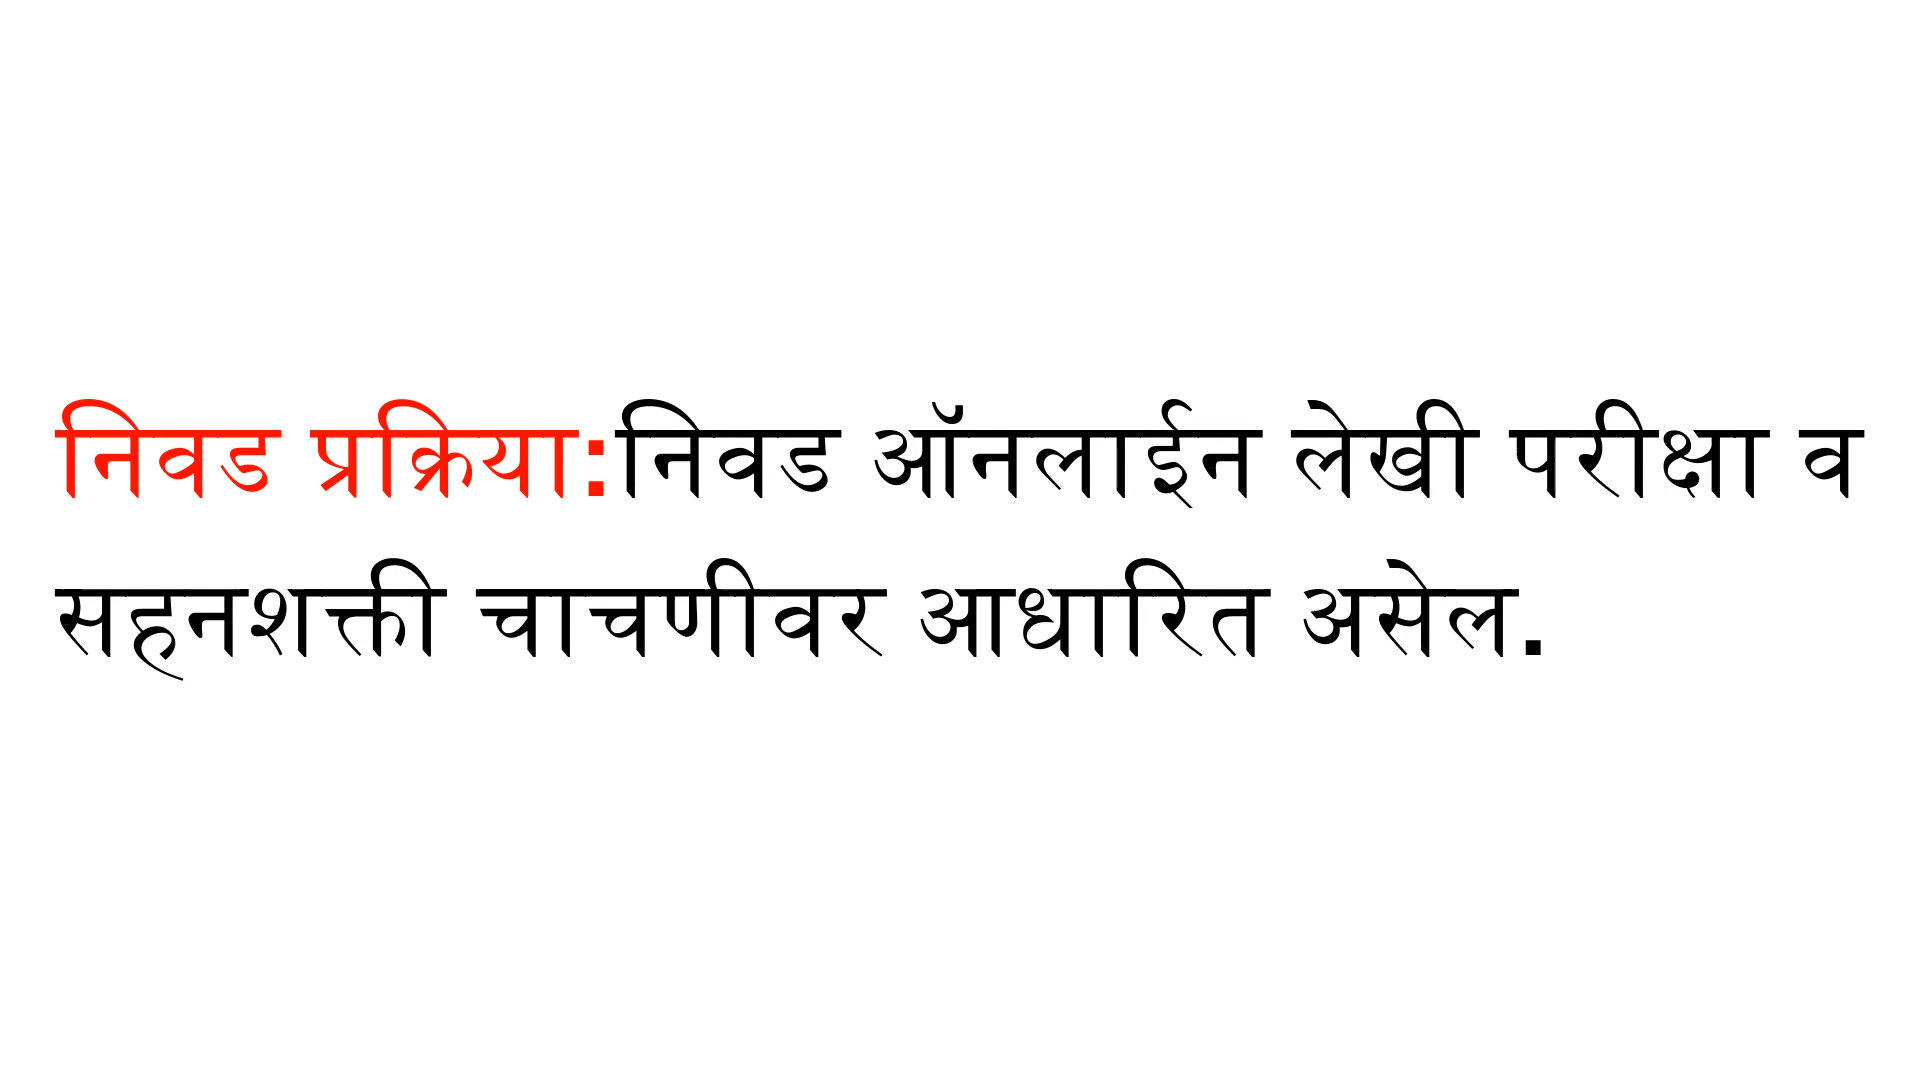 निवड प्रक्रिया:निवड ऑनलाईन लेखी परीक्षा व
सहनशक्ती चाचणीवर आधारित असेल.